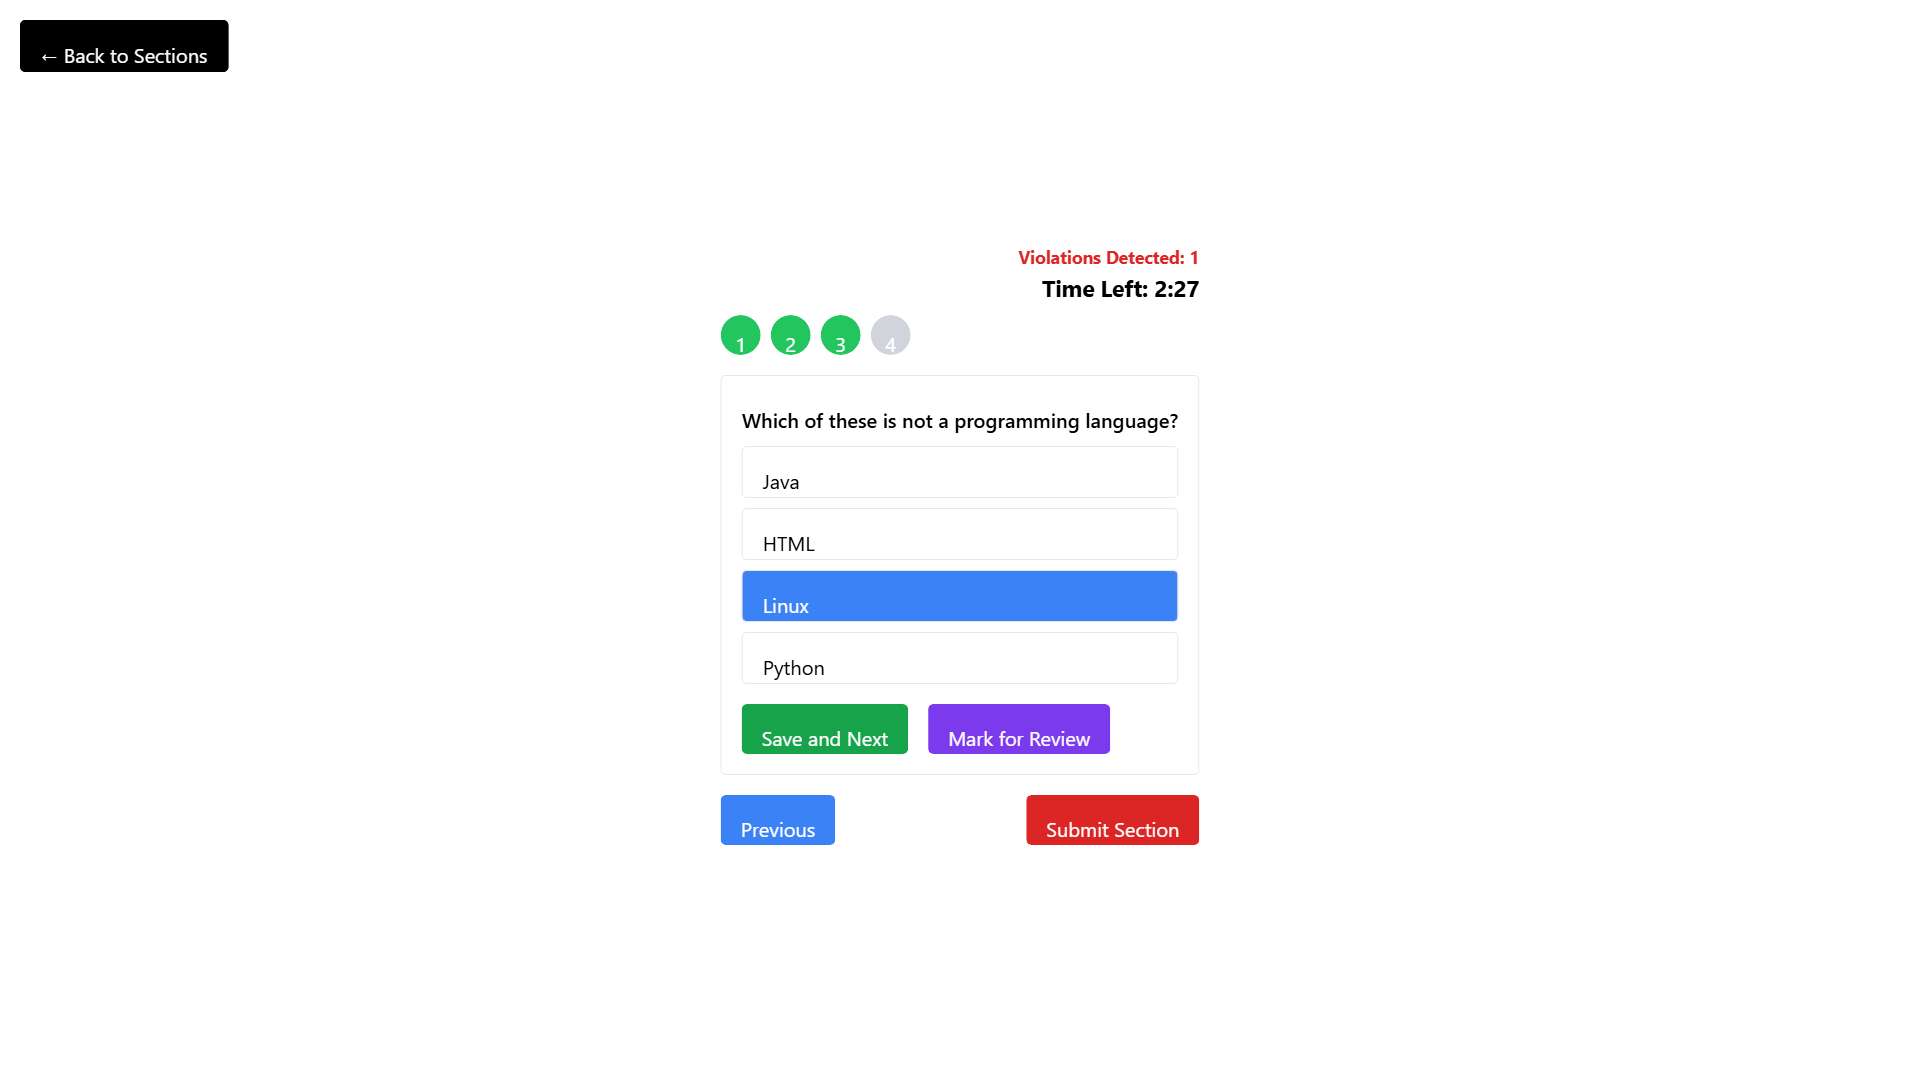 ← Back to Sections
Violations Detected: 1
Time Left: 2:27
1 2 3 4
Which of these is not a programming language?
Java
HTML
Linux
Python
Save and Next Mark for Review
Previous Submit Section